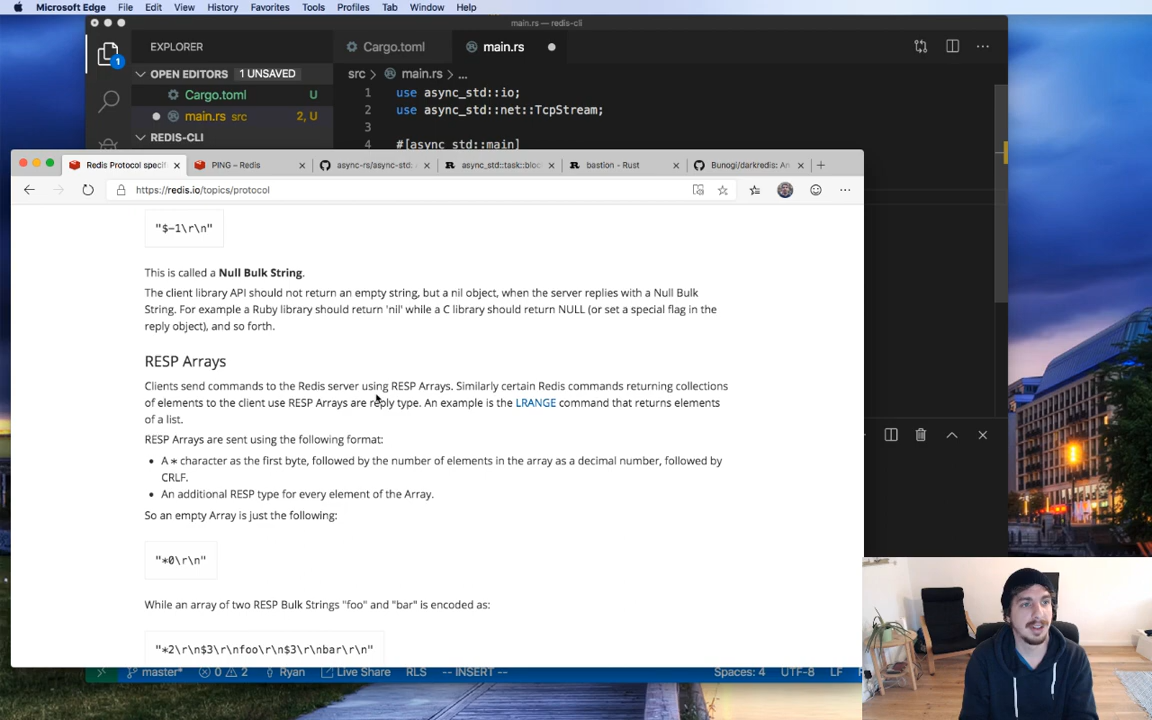 Microsoft Edge File Edit View History Favorites Tools Profiles Tab Window Help
main.rs — redis-cli
EXPLORER
Cargo.toml
main.rs
OPEN EDITORS 1 UNSAVED
src > main.rs > ...
1
Cargo.toml U
1 use async_std::io;
main.rs src 2, U
2 use async_std::net::TcpStream;
REDIS-CLI
3
4 #[async_std::main]
Redis Protocol specif
PING – Redis
async-rs/async-std:
async_std::task::bloc
bastion - Rust
Bunogi/darkredis: An
https://redis.io/topics/protocol
"$-1\r\n"
This is called a Null Bulk String.
The client library API should not return an empty string, but a nil object, when the server replies with a Null Bulk
String. For example a Ruby library should return 'nil' while a C library should return NULL (or set a special flag in the
reply object), and so forth.
RESP Arrays
Clients send commands to the Redis server using RESP Arrays. Similarly certain Redis commands returning collections
of elements to the client use RESP Arrays are reply type. An example is the LRANGE command that returns elements
of a list.
RESP Arrays are sent using the following format:
• A * character as the first byte, followed by the number of elements in the array as a decimal number, followed by
CRLF.
• An additional RESP type for every element of the Array.
So an empty Array is just the following:
"*0\r\n"
While an array of two RESP Bulk Strings "foo" and "bar" is encoded as:
"*2\r\n$3\r\nfoo\r\n$3\r\nbar\r\n"
master* 0 2 Ryan Live Share RLS -- INSERT -- Spaces: 4 UTF-8 LF